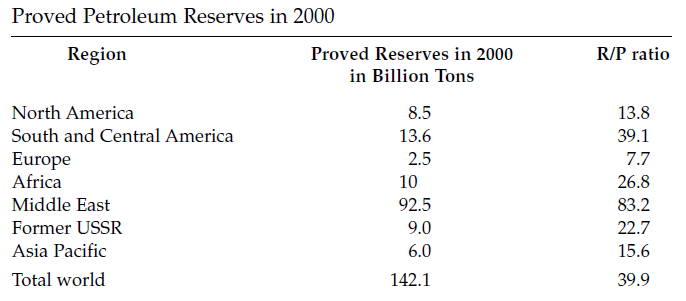 Proved Petroleum Reserves in 2000
Region Proved Reserves in 2000 R/P ratio
in Billion Tons
North America 8.5 13.8
South and Central America 13.6 39.1
Europe 2.5 7.7
Africa 10 26.8
Middle East 92.5 83.2
Former USSR 9.0 22.7
Asia Pacific 6.0 15.6
Total world 142.1 39.9